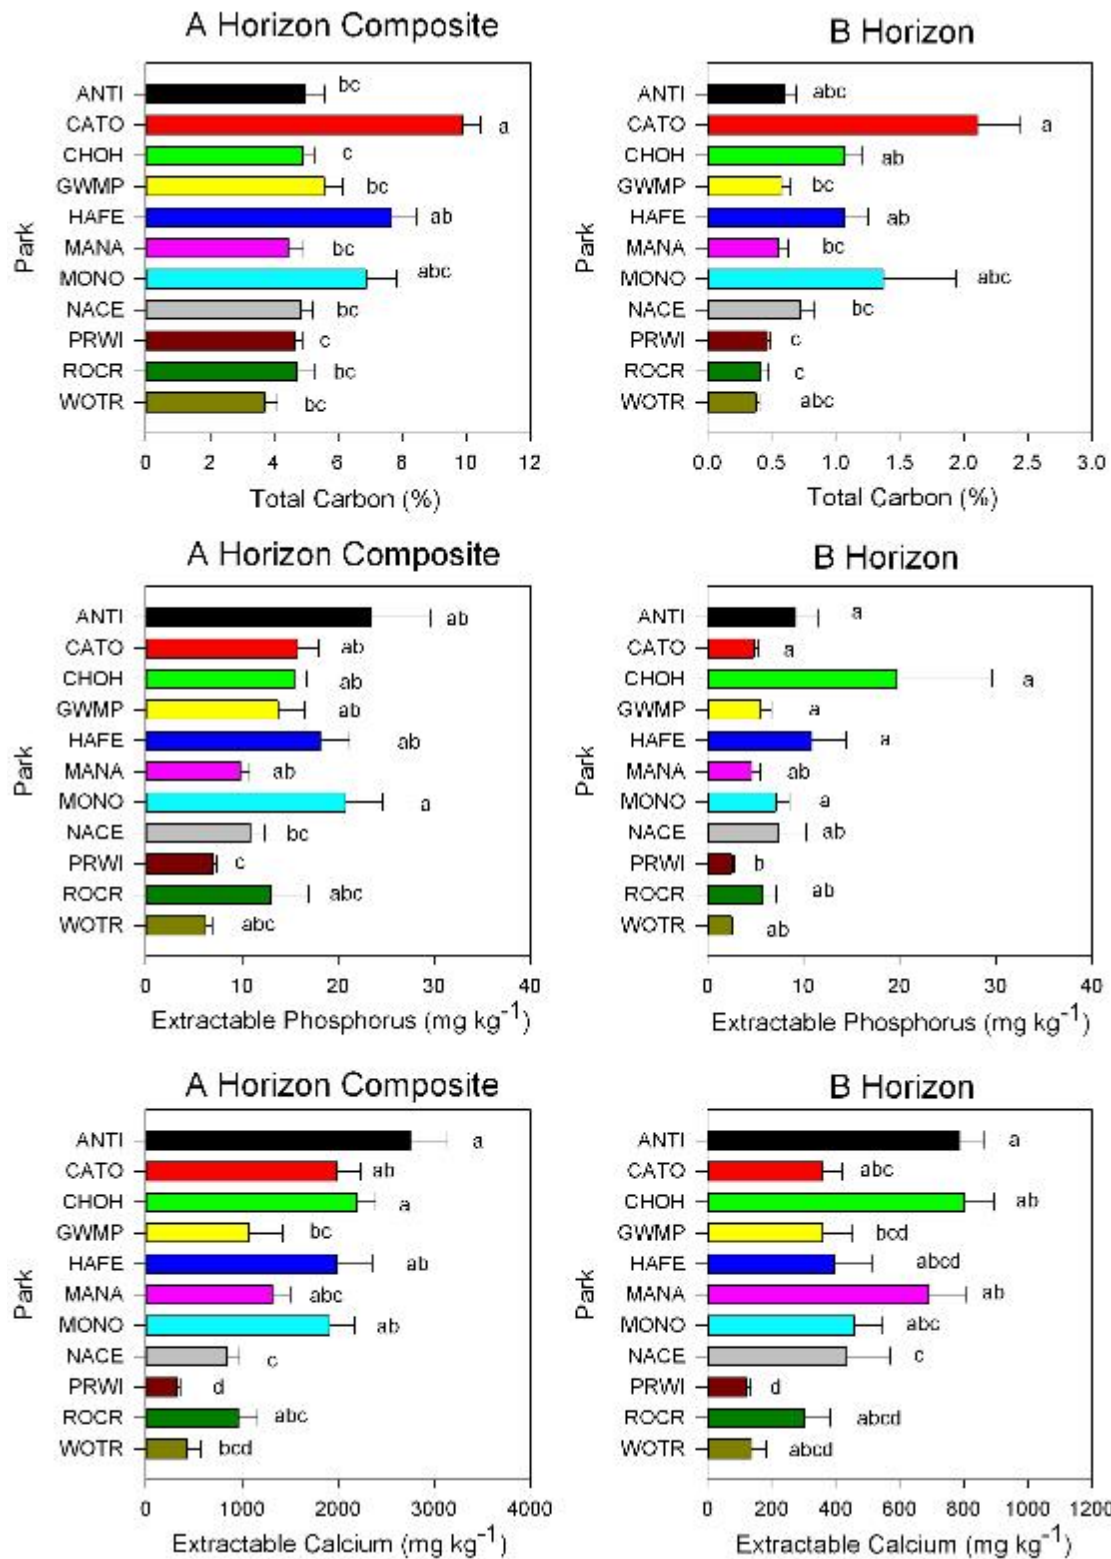 A Horizon Composite
Park
ANTI bc
CATO a
CHOH c
GWMP bc
HAFE ab
MANA bc
MONO abc
NACE bc
PRWI c
ROCR bc
WOTR bc
0 2 4 6 8 10 12
Total Carbon (%)
B Horizon
Park
ANTI abc
CATO a
CHOH ab
GWMP bc
HAFE ab
MANA bc
MONO abc
NACE bc
PRWI c
ROCR c
WOTR abc
0.0 0.5 1.0 1.5 2.0 2.5 3.0
Total Carbon (%)
A Horizon Composite
Park
ANTI ab
CATO ab
CHOH ab
GWMP ab
HAFE ab
MANA ab
MONO a
NACE bc
PRWI c
ROCR abc
WOTR abc
0 10 20 30 40
Extractable Phosphorus (mg kg⁻¹)
B Horizon
Park
ANTI a
CATO a
CHOH a
GWMP a
HAFE a
MANA ab
MONO a
NACE ab
PRWI b
ROCR ab
WOTR ab
0 10 20 30 40
Extractable Phosphorus (mg kg⁻¹)
A Horizon Composite
Park
ANTI a
CATO ab
CHOH a
GWMP bc
HAFE ab
MANA abc
MONO ab
NACE c
PRWI d
ROCR abc
WOTR bcd
0 1000 2000 3000 4000
Extractable Calcium (mg kg⁻¹)
B Horizon
Park
ANTI a
CATO abc
CHOH ab
GWMP bcd
HAFE abcd
MANA ab
MONO abc
NACE c
PRWI d
ROCR abcd
WOTR abcd
0 200 400 600 800 1000 1200
Extractable Calcium (mg kg⁻¹)